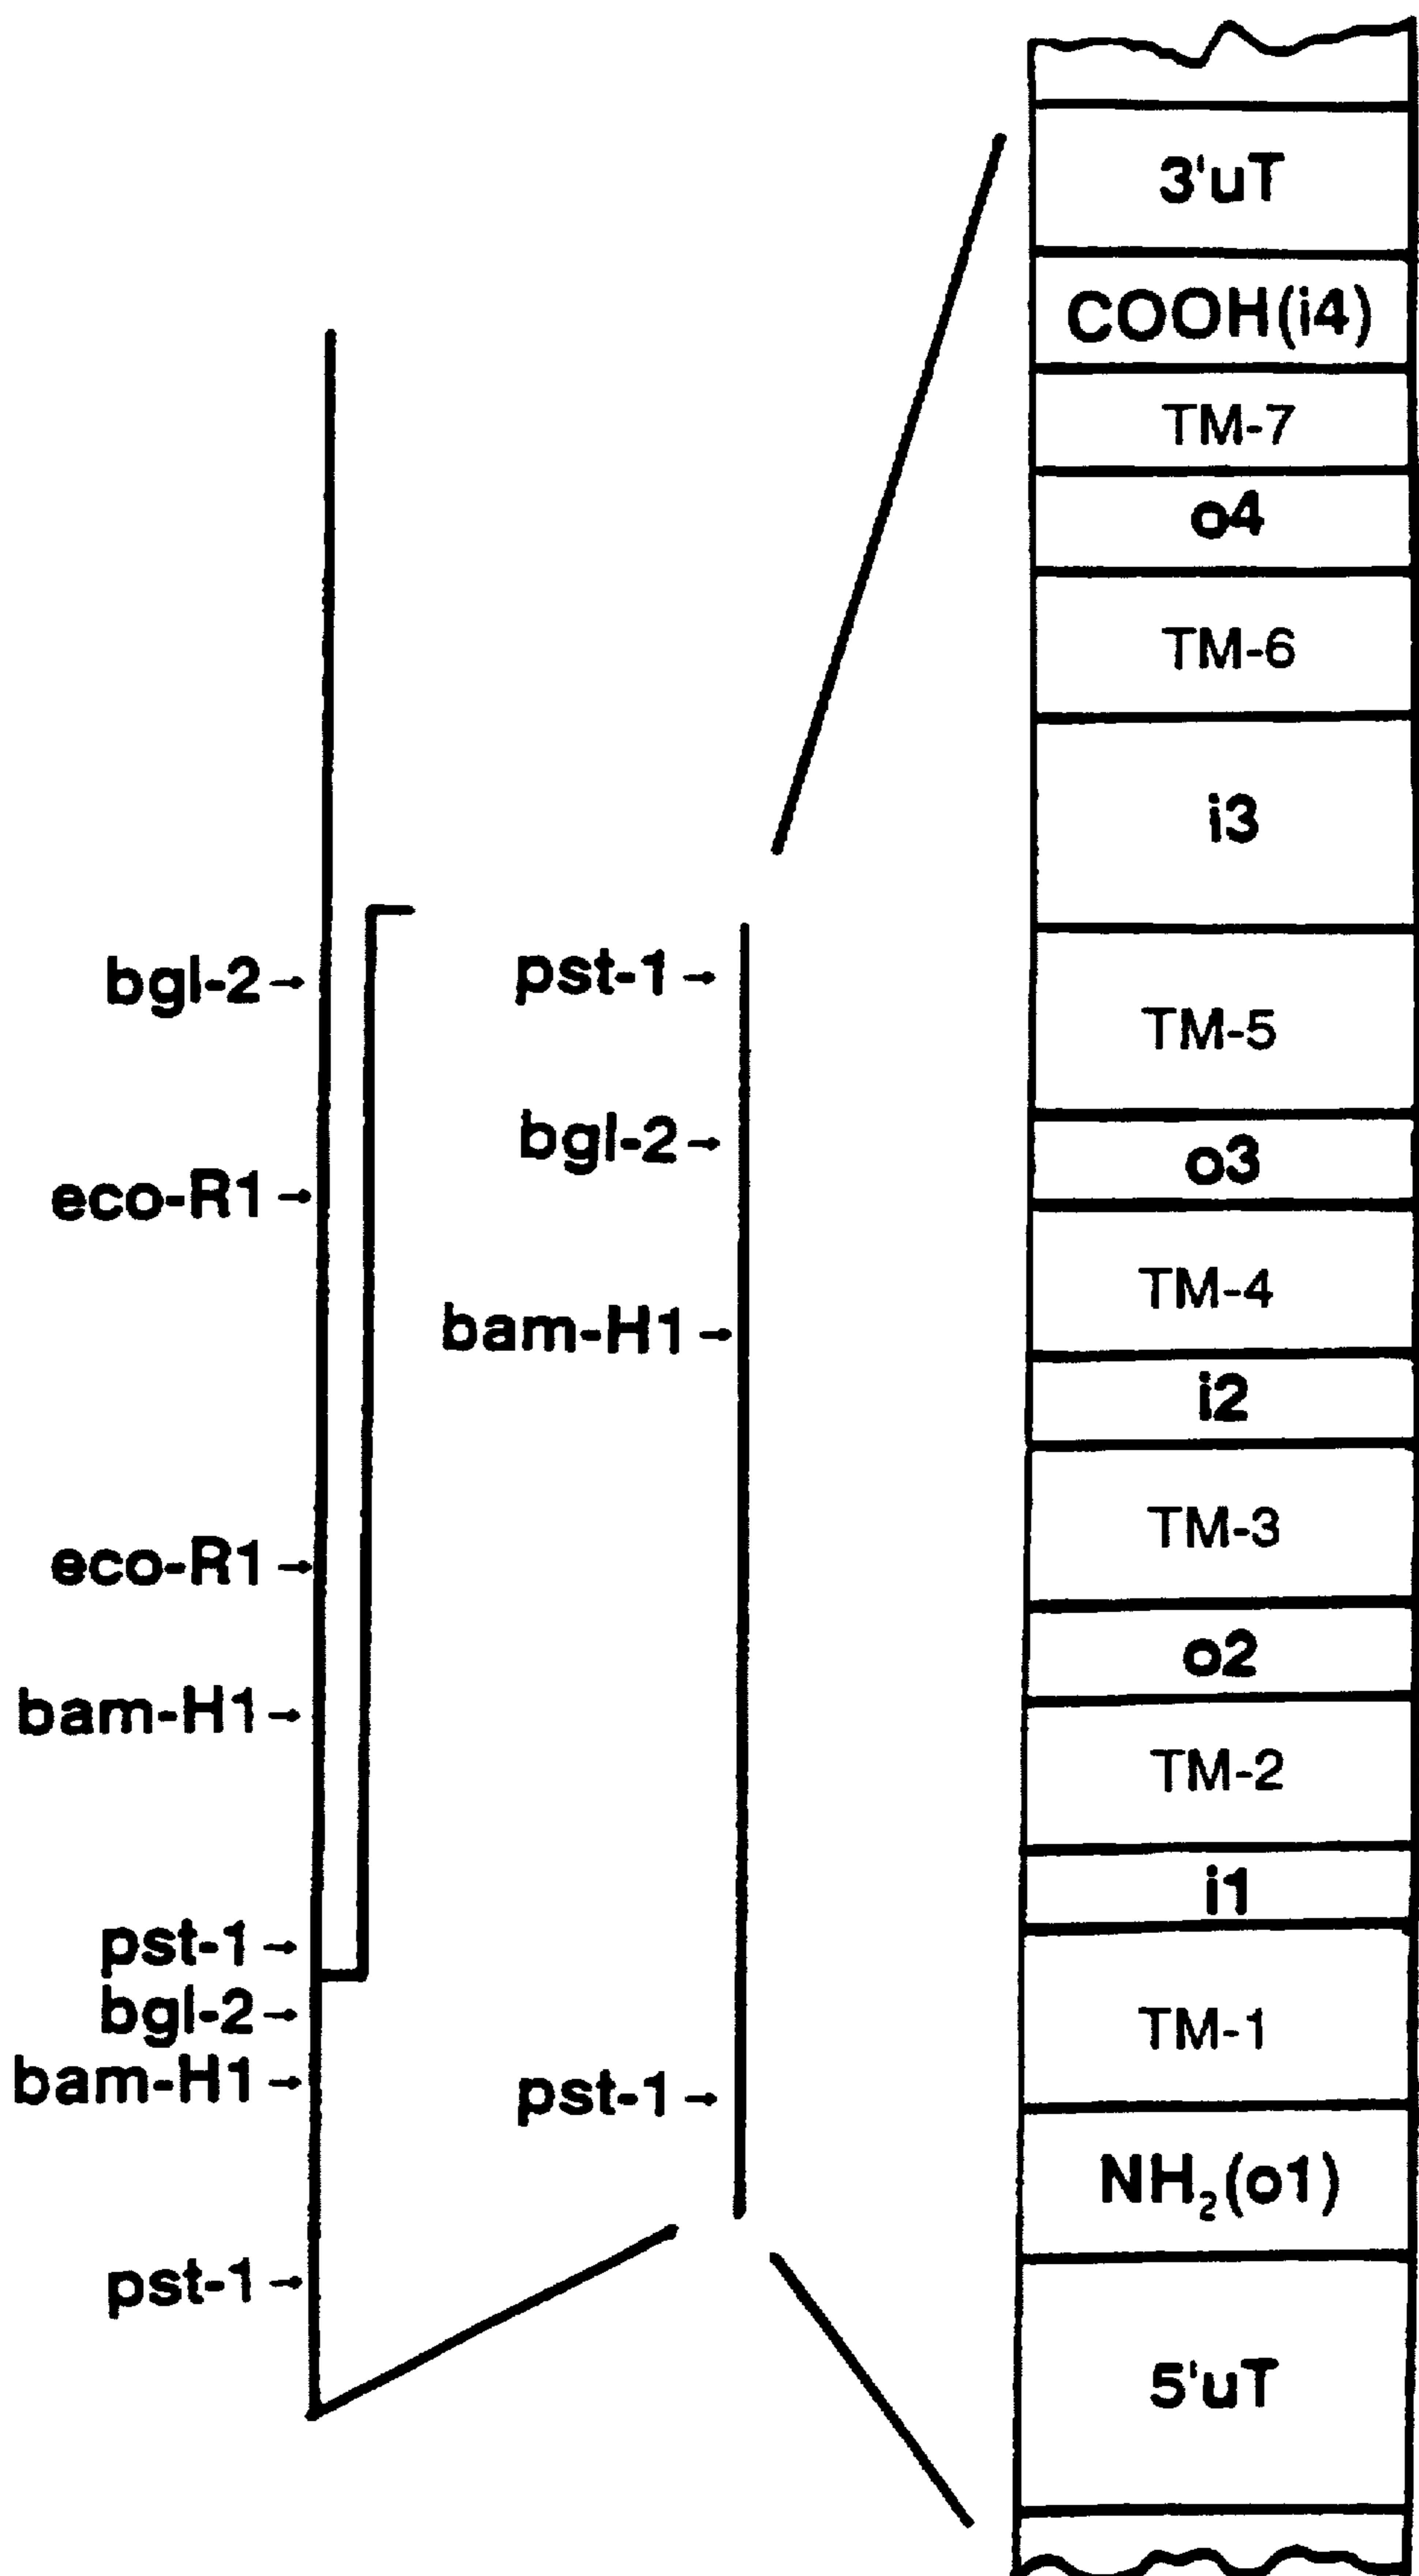 bgl-2
eco-R1
eco-R1
bam-H1
pst-1
bgl-2
bam-H1
pst-1
pst-1
bgl-2
bam-H1
pst-1
3'uT
COOH(i4)
TM-7
o4
TM-6
i3
TM-5
o3
TM-4
i2
TM-3
o2
TM-2
i1
TM-1
NH₂(o1)
5'uT